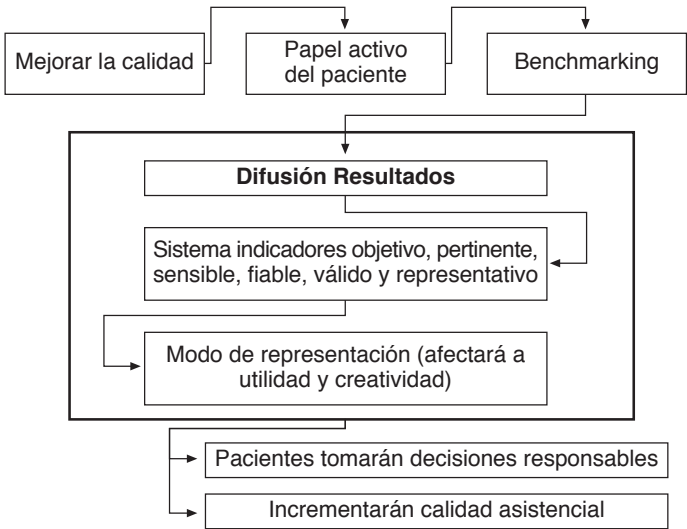 Mejorar la calidad
Papel activo
del paciente
Benchmarking
Difusión Resultados
Sistema indicadores objetivo, pertinente,
sensible, fiable, válido y representativo
Modo de representación (afectará a
utilidad y creatividad)
Pacientes tomarán decisiones responsables
Incrementarán calidad asistencial